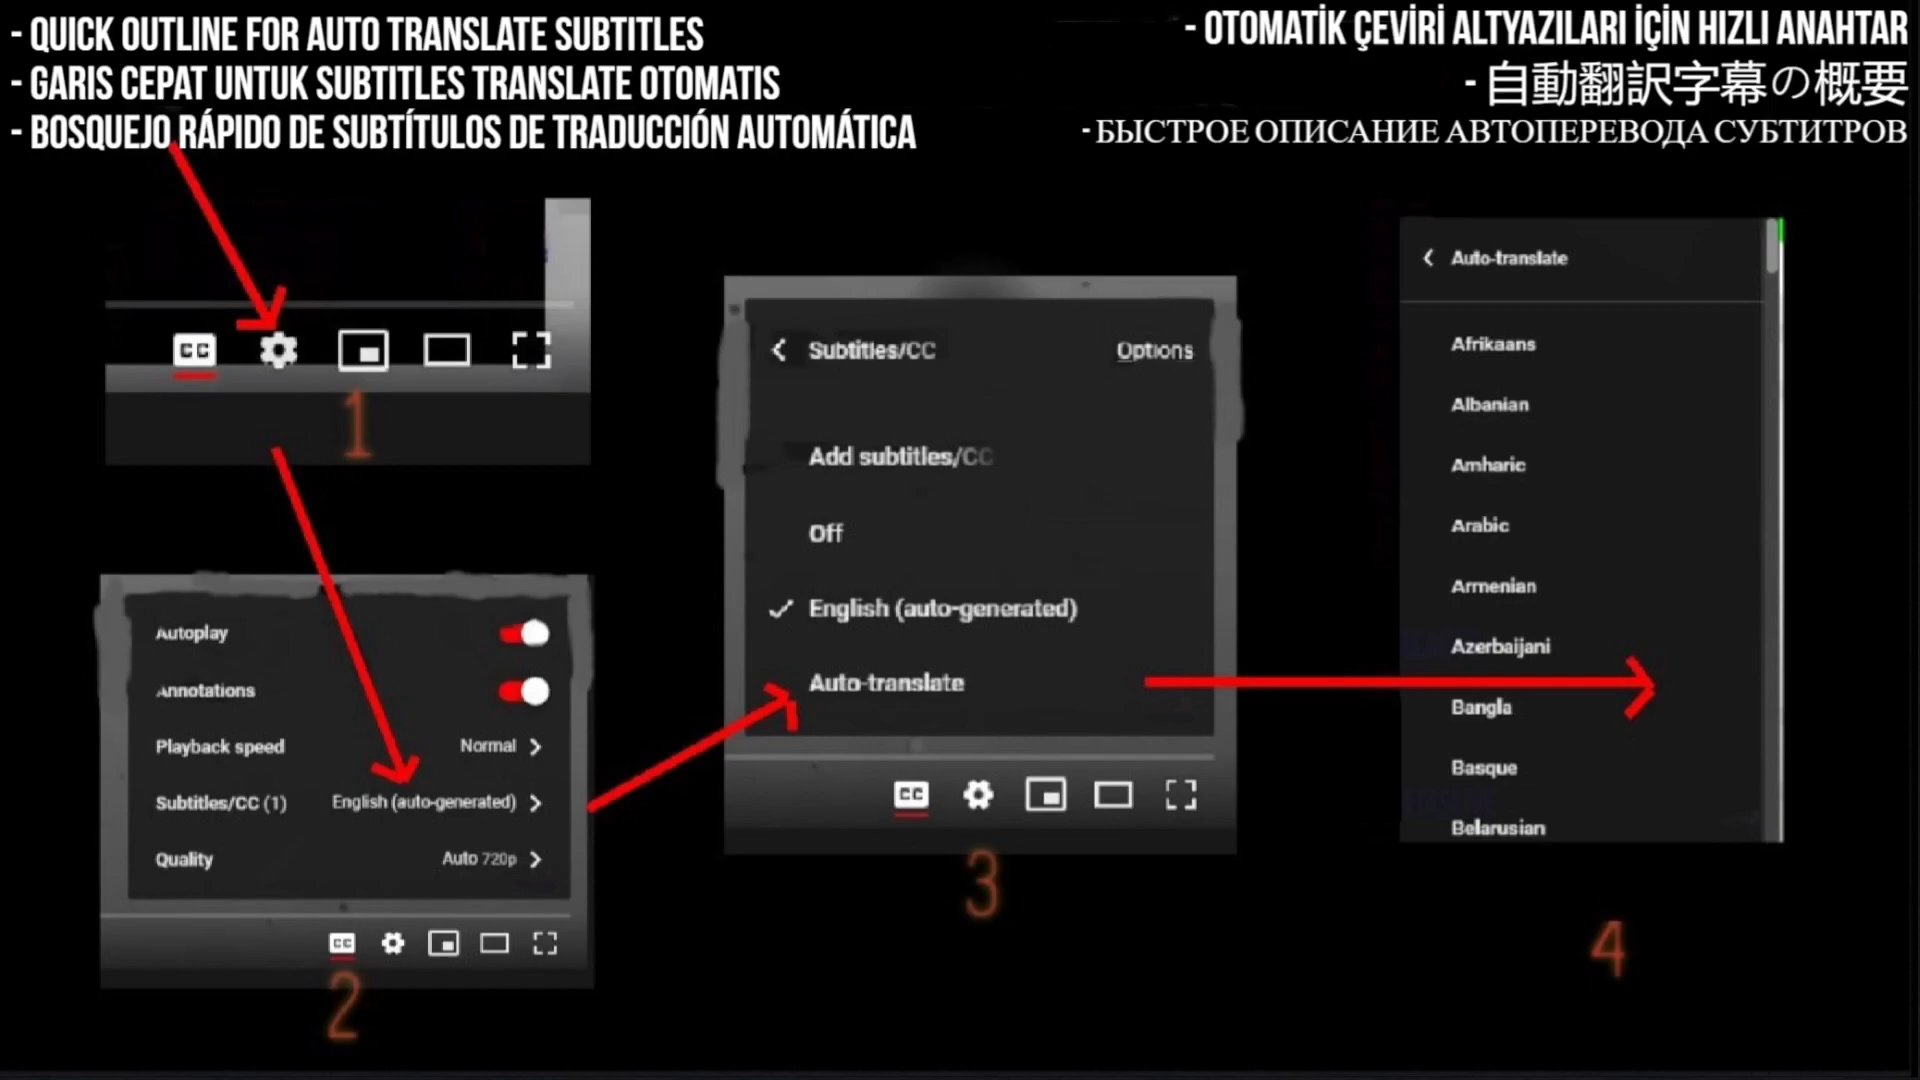 - QUICK OUTLINE FOR AUTO TRANSLATE SUBTITLES
- GARIS CEPAT UNTUK SUBTITLES TRANSLATE OTOMATIS
- BOSQUEJO RÁPIDO DE SUBTÍTULOS DE TRADUCCIÓN AUTOMÁTICA
- OTOMATİK ÇEVİRİ ALTYAZILARI İÇİN HIZLI ANAHTAR
- 自動翻訳字幕の概要
- БЫСТРОЕ ОПИСАНИЕ АВТОПЕРЕВОДА СУБТИТРОВ
CC
1
Autoplay
Annotations
Playback speed Normal
Subtitles/CC (1) English (auto-generated)
Quality Auto 720p
CC
2
Subtitles/CC Options
Add subtitles/CC
Off
English (auto-generated)
Auto-translate
CC
3
Auto-translate
Afrikaans
Albanian
Amharic
Arabic
Armenian
Azerbaijani
Bangla
Basque
Belarusian
4